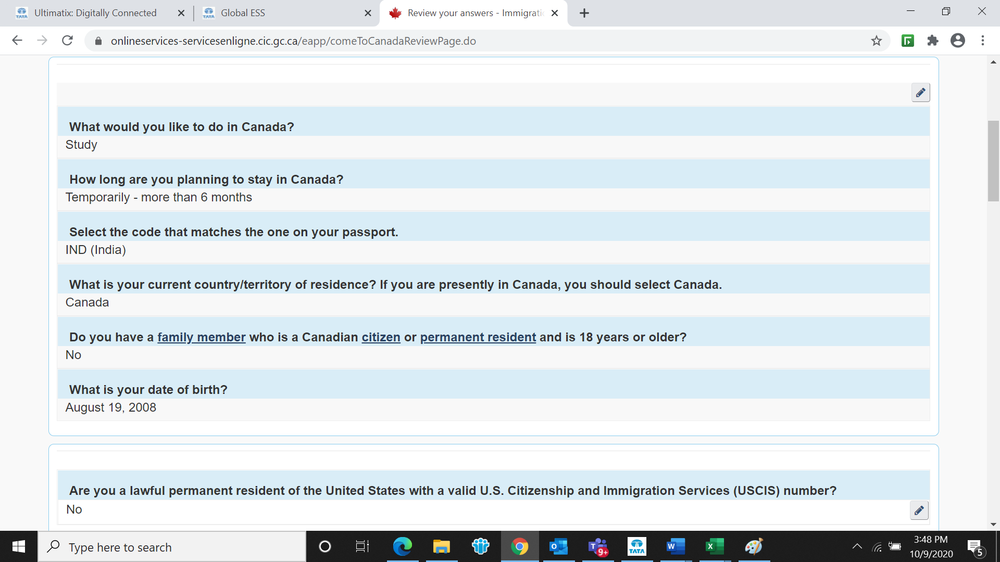 Ultimatix: Digitally Connected
Global ESS
Review your answers - Immigrati
onlineservices-servicesenligne.cic.gc.ca/eapp/comeToCanadaReviewPage.do
What would you like to do in Canada?
Study
How long are you planning to stay in Canada?
Temporarily - more than 6 months
Select the code that matches the one on your passport.
IND (India)
What is your current country/territory of residence? If you are presently in Canada, you should select Canada.
Canada
Do you have a family member who is a Canadian citizen or permanent resident and is 18 years or older?
No
What is your date of birth?
August 19, 2008
Are you a lawful permanent resident of the United States with a valid U.S. Citizenship and Immigration Services (USCIS) number?
No
Type here to search
9+
TATA
3:48 PM
10/9/2020
5